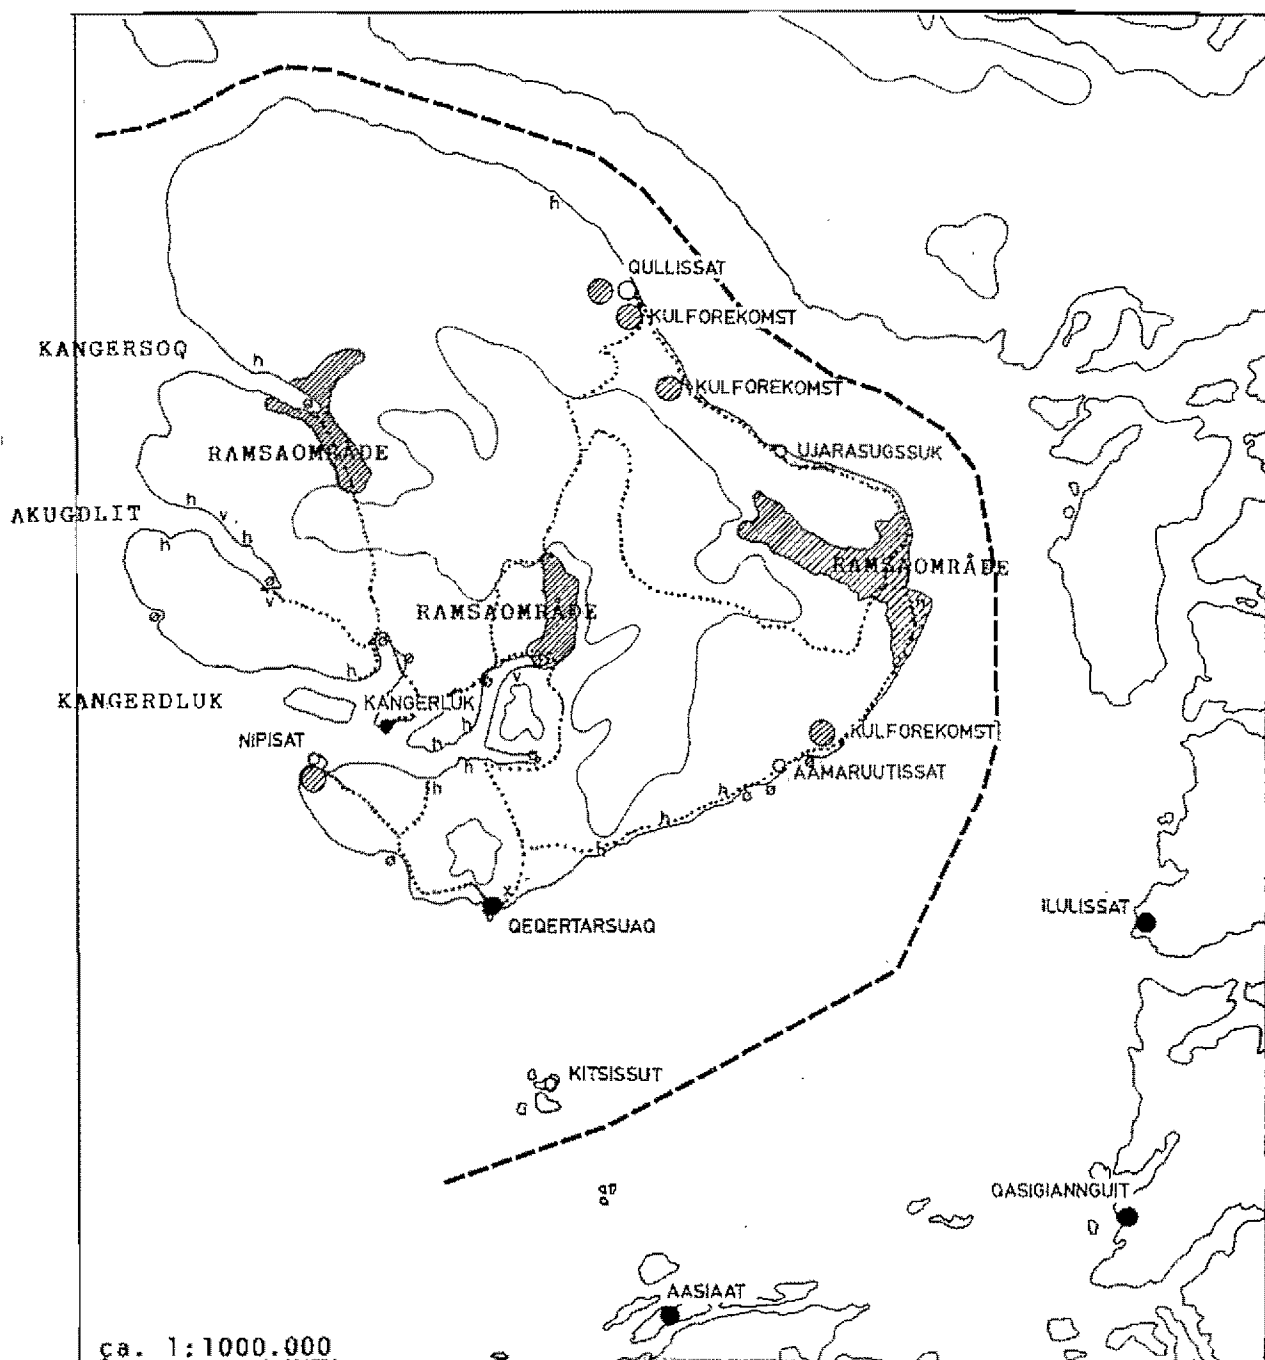 QULLISSAT
KULFOREKOMST
KANGERSOQ
h
h
KULFOREKOMST
RAMSAOMRÅDE
UJARASUGSSUK
h
v
AKUGDLIT
h
h
RAMSAOMRÅDE
v
h
RAMSAOMRÅDE
h
v
KANGERDLUK
KANGERLUK
h
KULFOREKOMST
NIPISAT
h
h
AAMARUUTISSAT
h
h
h
h
x
QEQERTARSUAQ
ILULISSAT
KITSISSUT
QASIGIANNGUIT
AASIAAT
ca. 1:1000.000